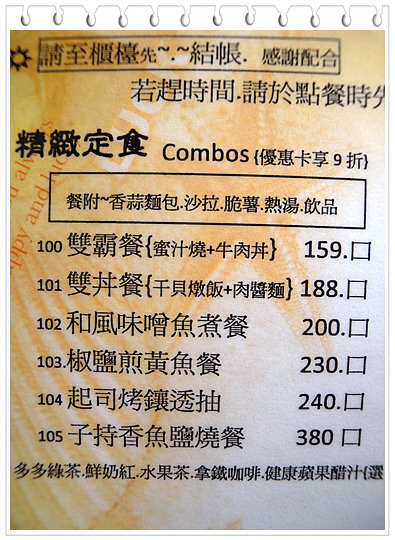 請至櫃檯先~.~結帳. 感謝配合
若趕時間.請於點餐時先
精緻定食 Combos {優惠卡享 9 折}
餐附~香蒜麵包.沙拉.脆薯.熱湯.飲品
100 雙霸餐{蜜汁燒+牛肉丼} 159.口
101 雙丼餐{干貝燉飯+肉醬麵} 188.口
102 和風味噌魚煮餐 200.口
103.椒鹽煎黃魚餐 230.口
104 起司烤鑲透抽 240.口
105 子持香魚鹽燒餐 380 口
多多綠茶.鮮奶紅.水果茶.拿鐵咖啡.健康蘋果醋汁{選